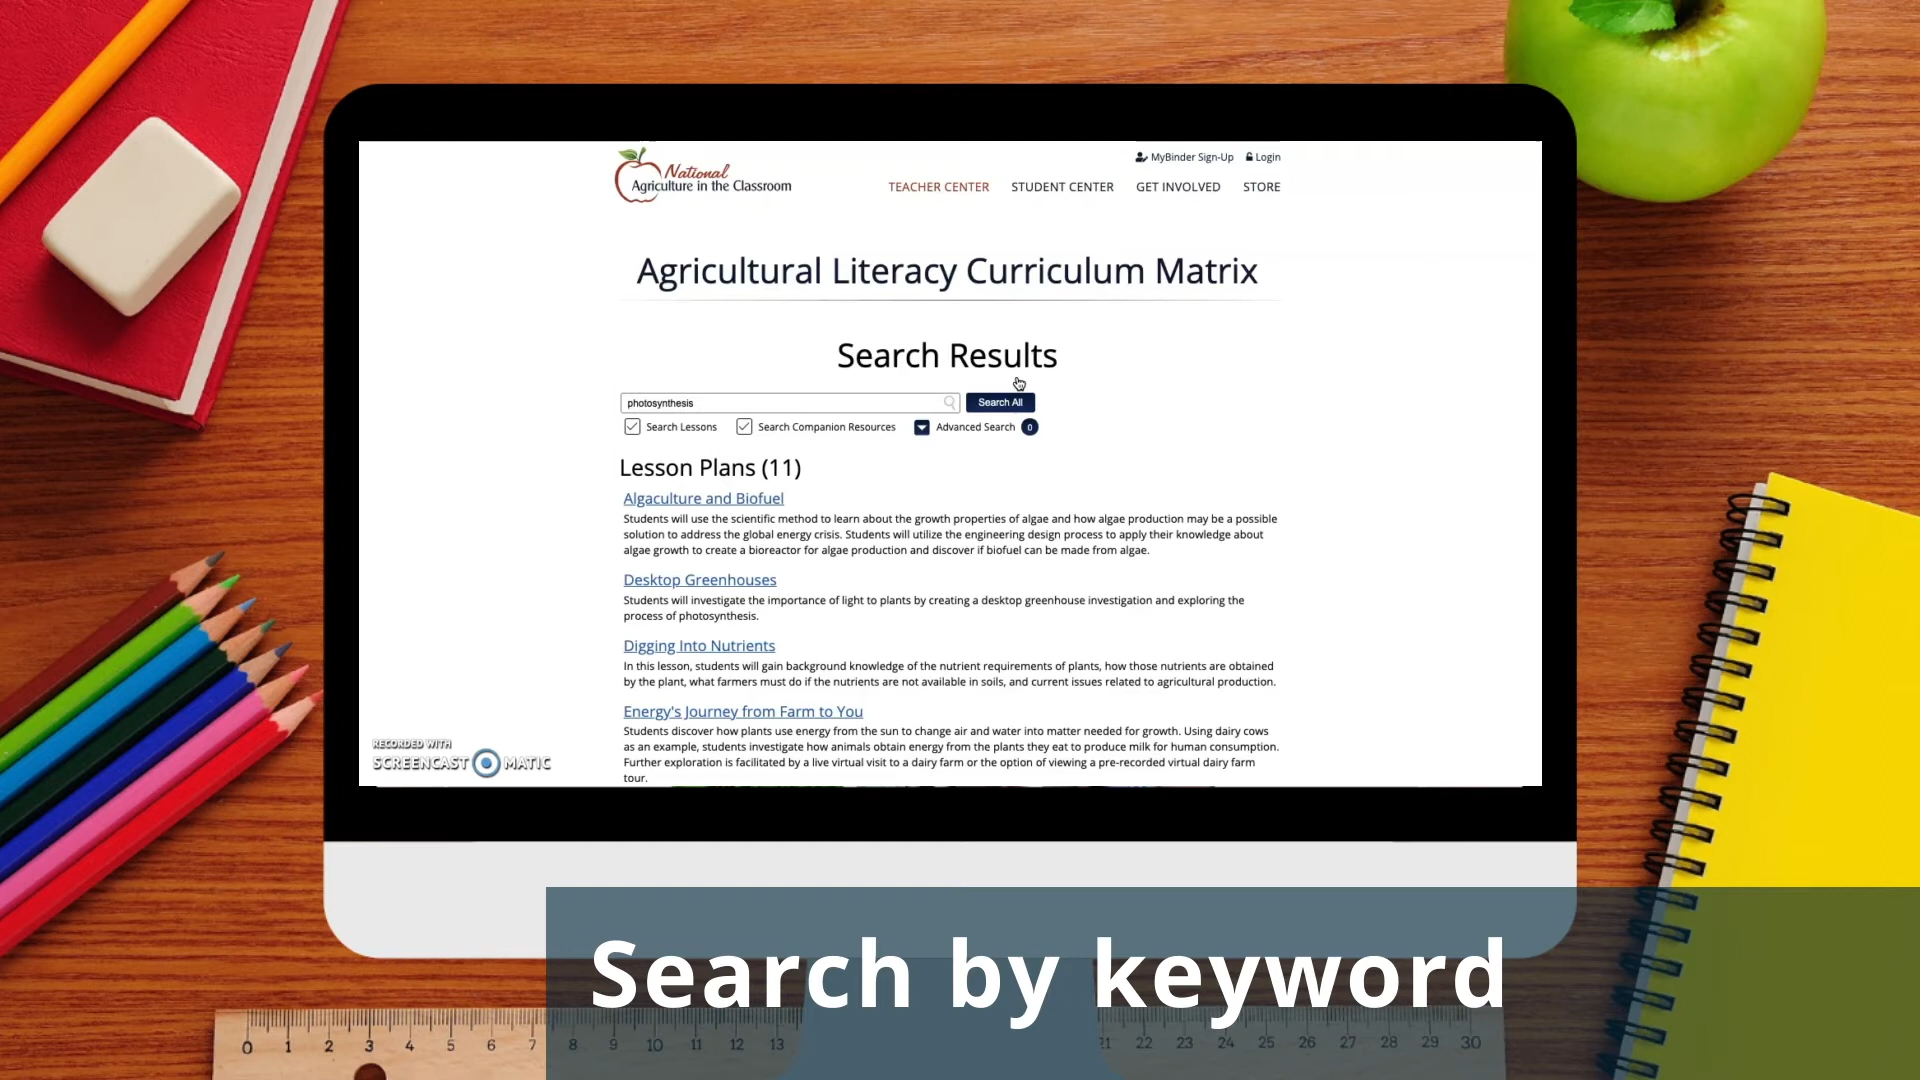 National
Agriculture in the Classroom
MyBinder Sign-Up Login
TEACHER CENTER STUDENT CENTER GET INVOLVED STORE
Agricultural Literacy Curriculum Matrix
Search Results
photosynthesis Search All
Search Lessons Search Companion Resources Advanced Search 0
Lesson Plans (11)
Algaculture and Biofuel
Students will use the scientific method to learn about the growth properties of algae and how algae production may be a possible
solution to address the global energy crisis. Students will utilize the engineering design process to apply their knowledge about
algae growth to create a bioreactor for algae production and discover if biofuel can be made from algae.
Desktop Greenhouses
Students will investigate the importance of light to plants by creating a desktop greenhouse investigation and exploring the
process of photosynthesis.
Digging Into Nutrients
In this lesson, students will gain background knowledge of the nutrient requirements of plants, how those nutrients are obtained
by the plant, what farmers must do if the nutrients are not available in soils, and current issues related to agricultural production.
Energy's Journey from Farm to You
Students discover how plants use energy from the sun to change air and water into matter needed for growth. Using dairy cows
as an example, students investigate how animals obtain energy from the plants they eat to produce milk for human consumption.
Further exploration is facilitated by a live virtual visit to a dairy farm or the option of viewing a pre-recorded virtual dairy farm
tour.
RECORDED WITH
SCREENCAST MATIC
Search by keyword
0 1 2 3 4 5 6 7 8 9 10 11 12 13 21 22 23 24 25 26 27 28 29 30